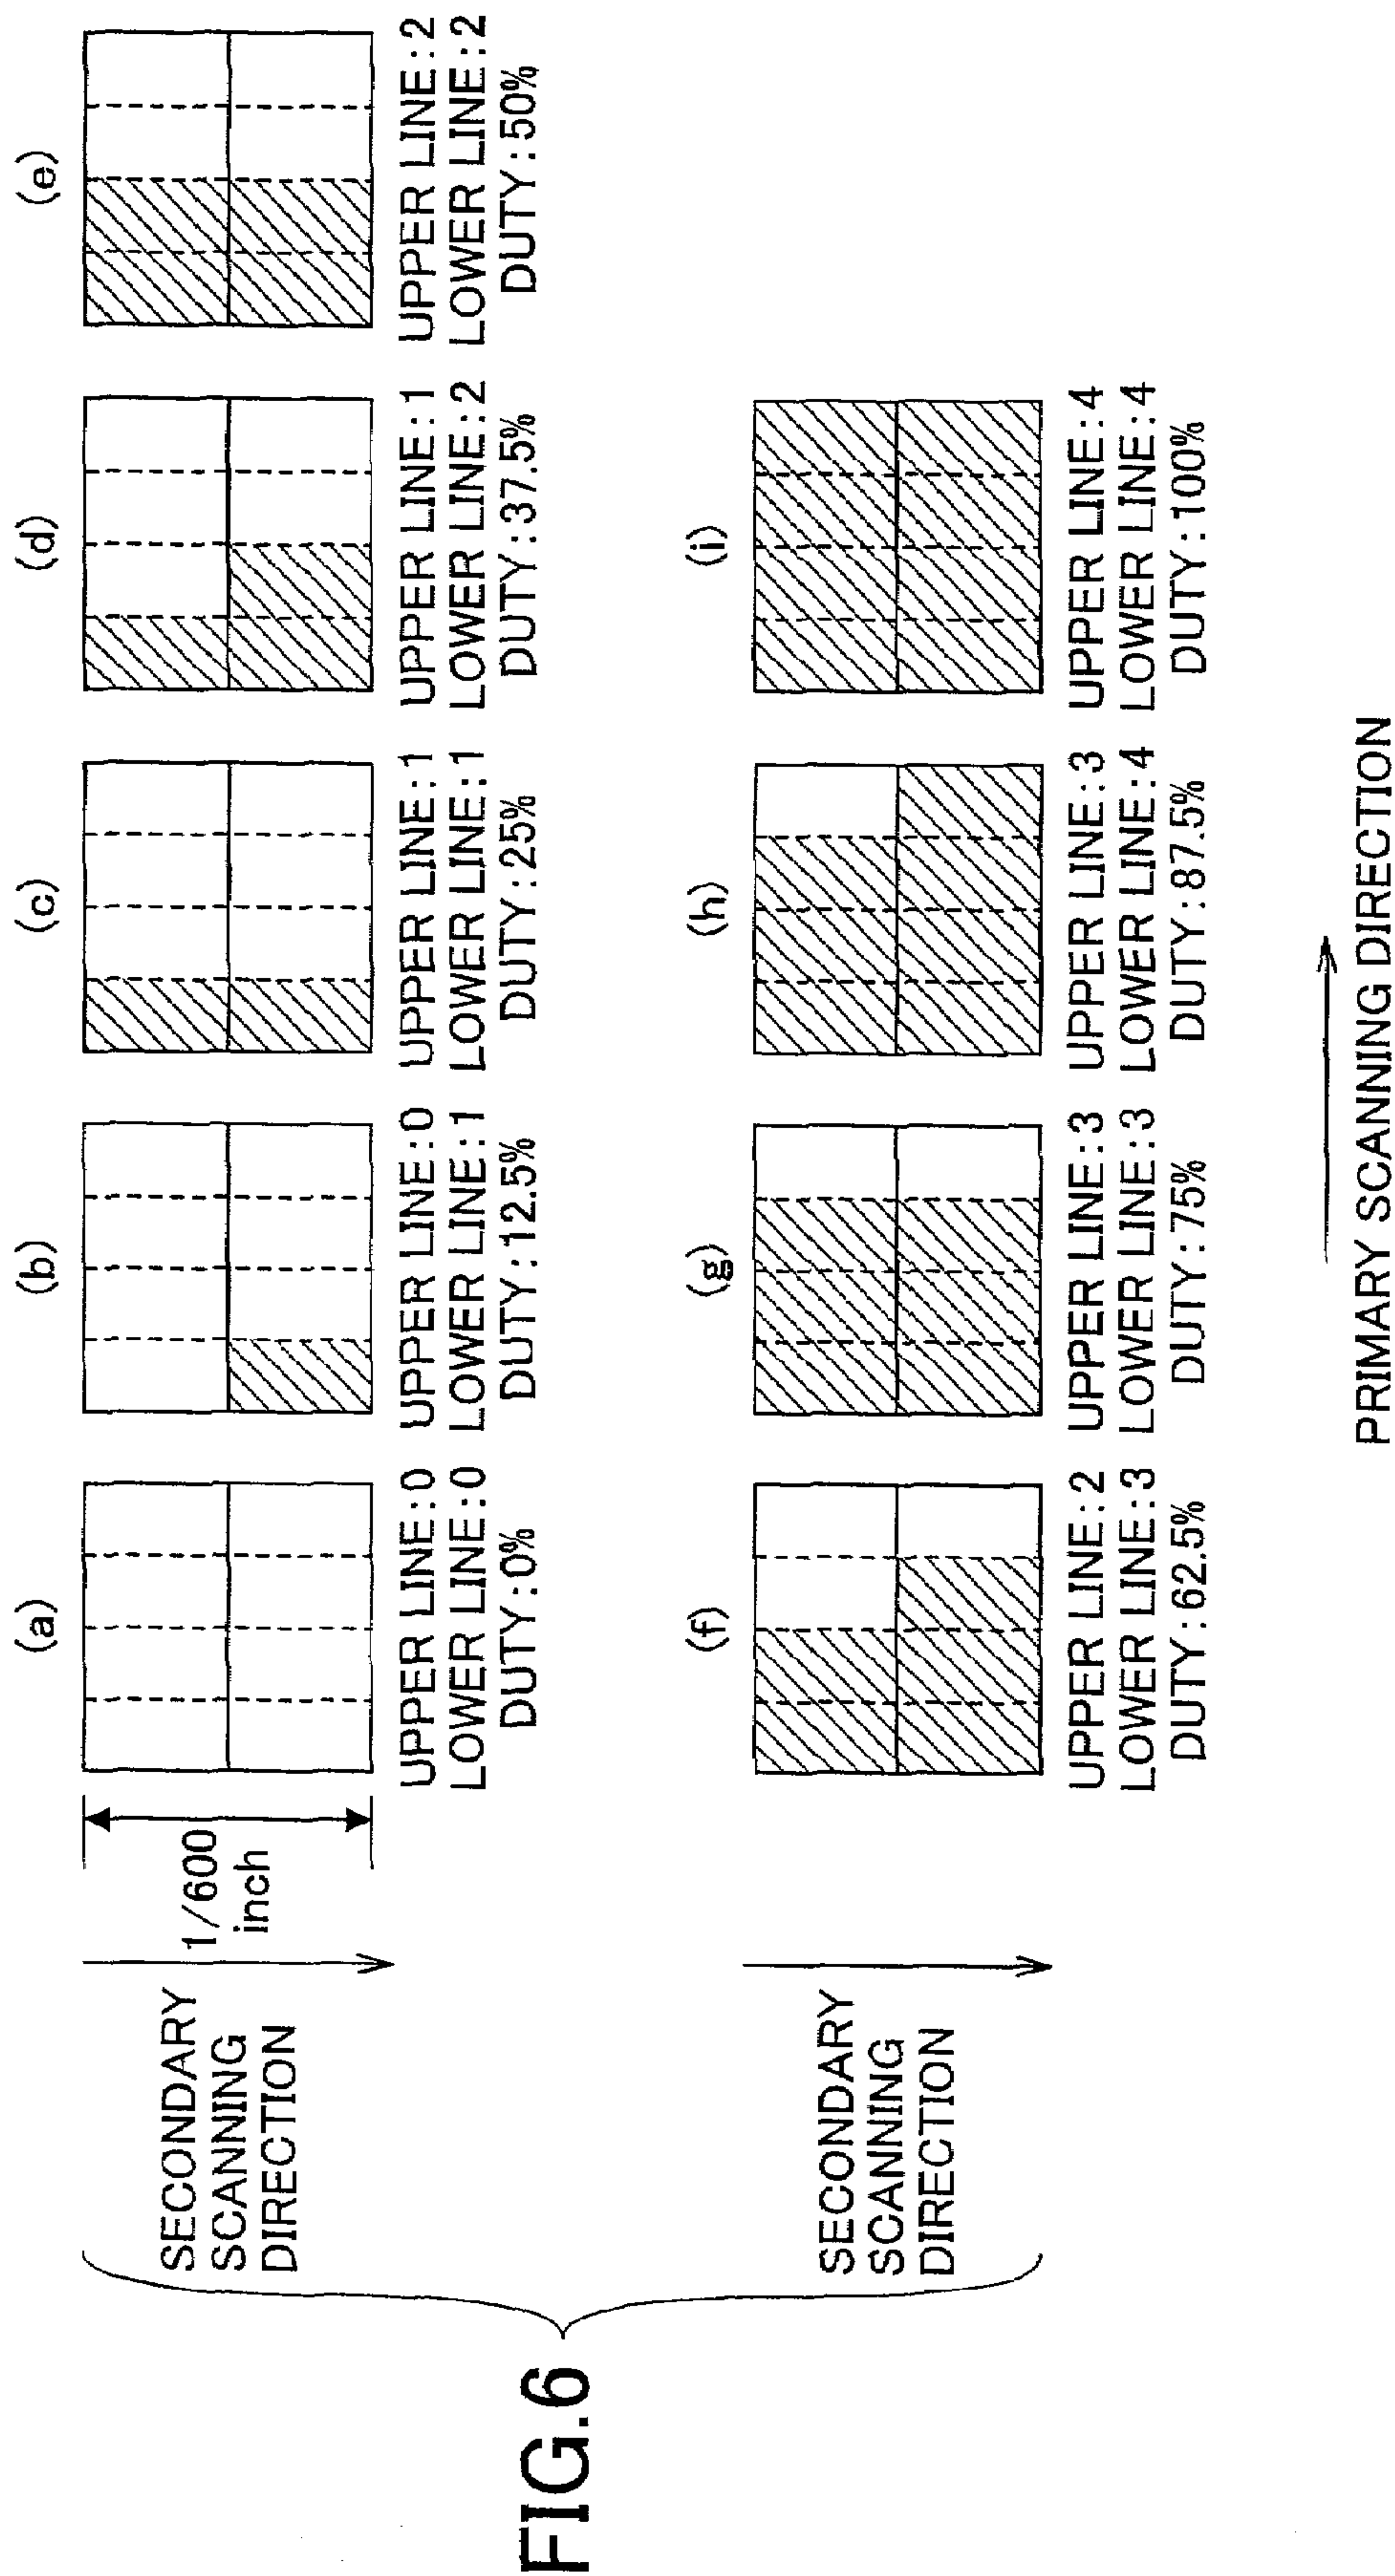 FIG.6
SECONDARY
SCANNING
DIRECTION
1/600
inch
(a)
UPPER LINE:0
LOWER LINE:0
DUTY:0%
(b)
UPPER LINE:0
LOWER LINE:1
DUTY:12.5%
(c)
UPPER LINE:1
LOWER LINE:1
DUTY:25%
(d)
UPPER LINE:1
LOWER LINE:2
DUTY:37.5%
(e)
UPPER LINE:2
LOWER LINE:2
DUTY:50%
SECONDARY
SCANNING
DIRECTION
(f)
UPPER LINE:2
LOWER LINE:3
DUTY:62.5%
(g)
UPPER LINE:3
LOWER LINE:3
DUTY:75%
(h)
UPPER LINE:3
LOWER LINE:4
DUTY:87.5%
(i)
UPPER LINE:4
LOWER LINE:4
DUTY:100%
PRIMARY SCANNING DIRECTION